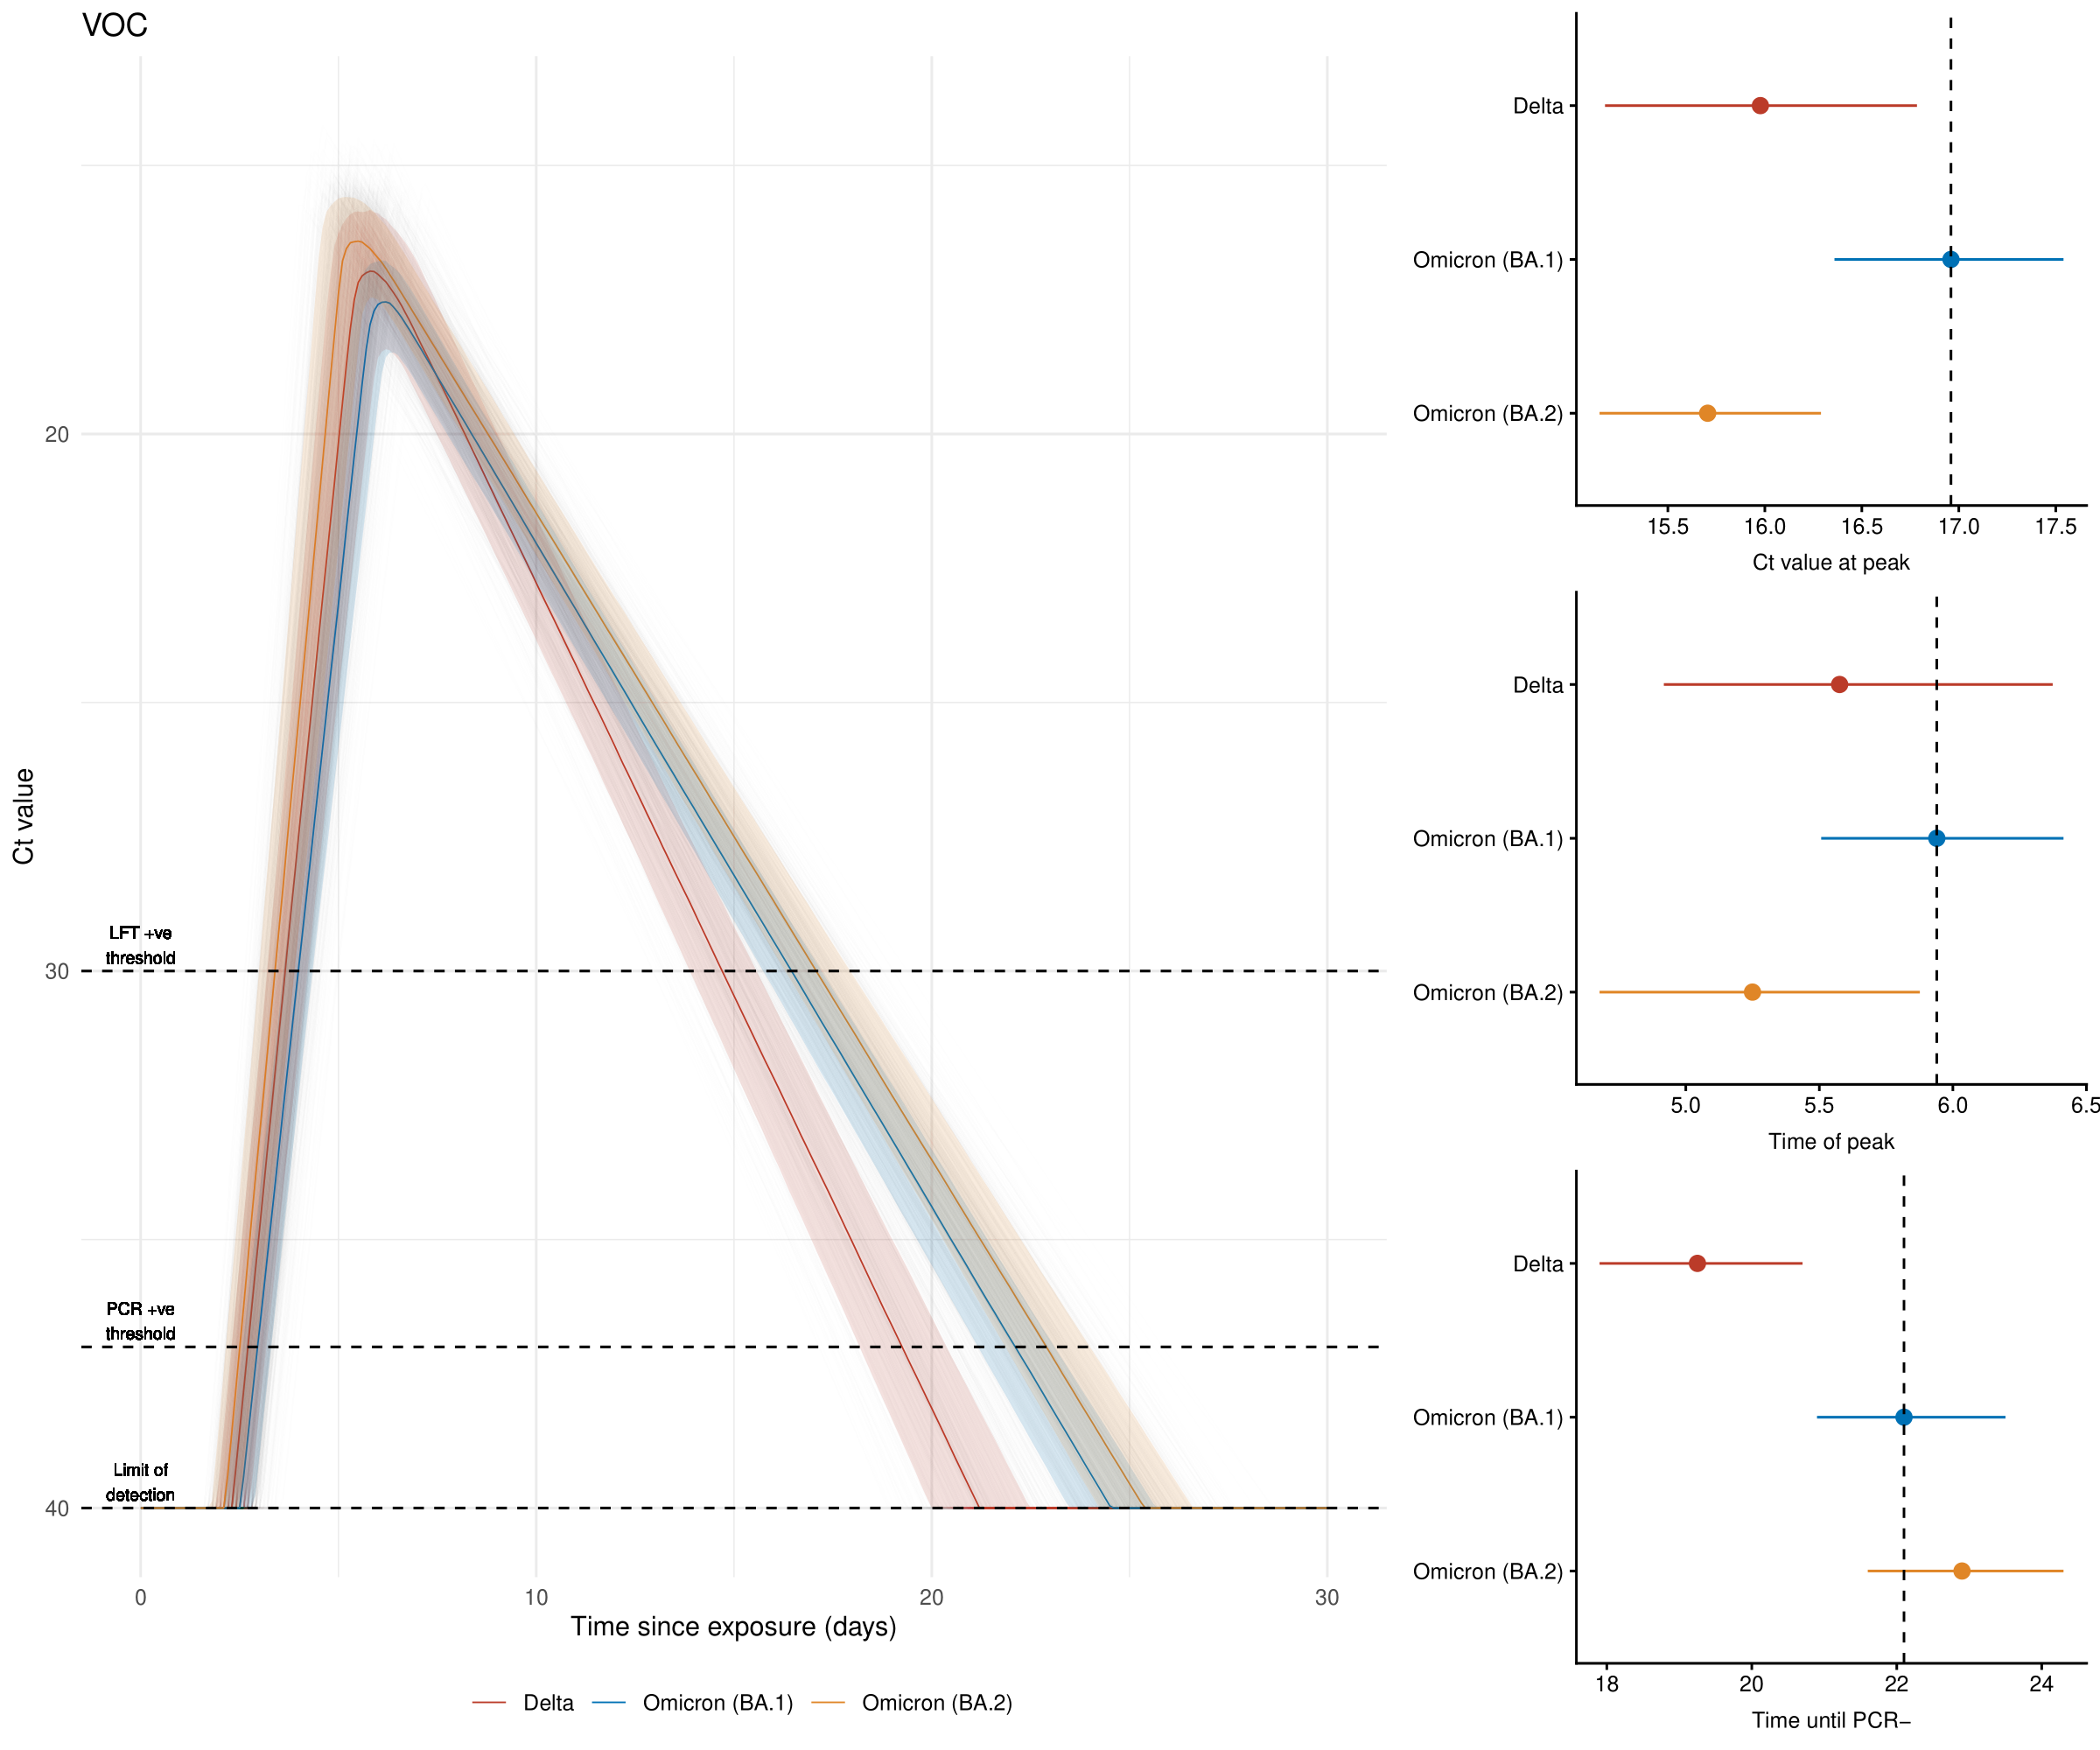 VOC
Ct value
20
30
40
LFT +ve
threshold
PCR +ve
threshold
Limit of
detection
0 10 20 30
Time since exposure (days)
Delta Omicron (BA.1) Omicron (BA.2)
Delta
Omicron (BA.1)
Omicron (BA.2)
15.5 16.0 16.5 17.0 17.5
Ct value at peak
Delta
Omicron (BA.1)
Omicron (BA.2)
5.0 5.5 6.0 6.5
Time of peak
Delta
Omicron (BA.1)
Omicron (BA.2)
18 20 22 24
Time until PCR−